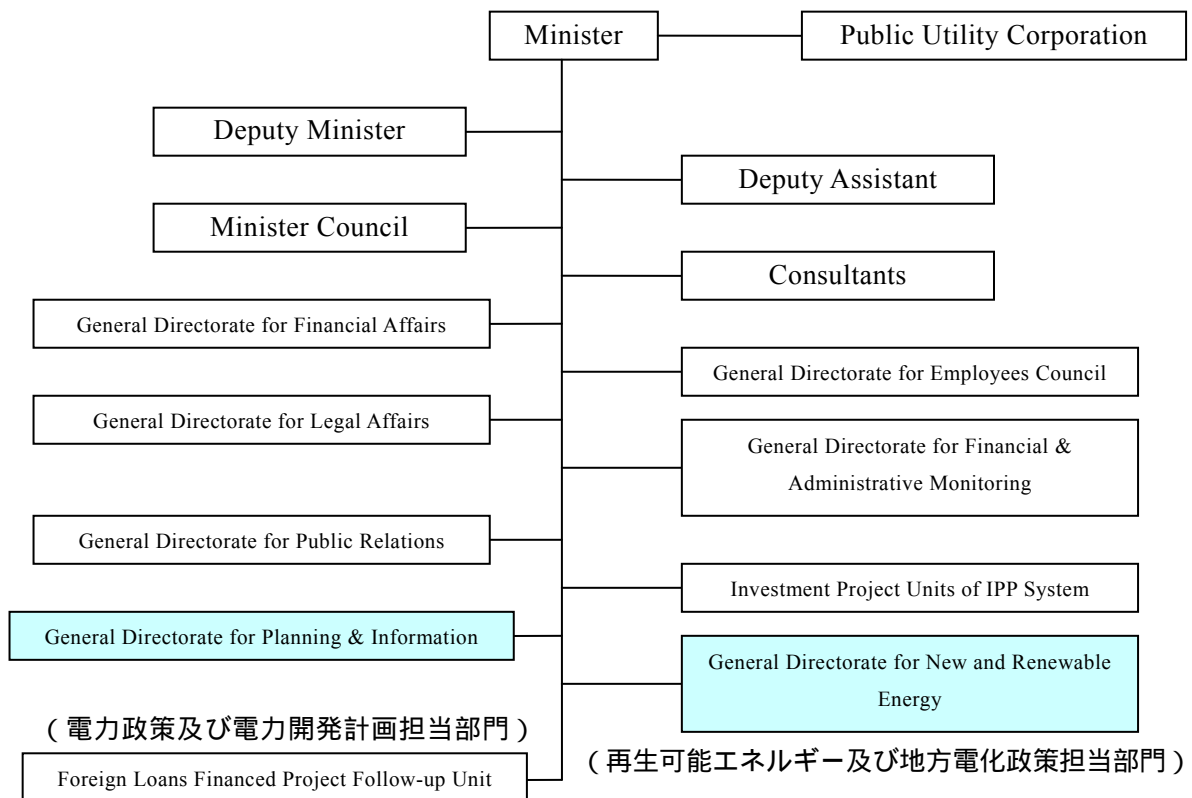 Minister
Public Utility Corporation
Deputy Minister
Deputy Assistant
Minister Council
Consultants
General Directorate for Financial Affairs
General Directorate for Employees Council
General Directorate for Legal Affairs
General Directorate for Financial &
Administrative Monitoring
General Directorate for Public Relations
Investment Project Units of IPP System
General Directorate for Planning & Information
General Directorate for New and Renewable
Energy
（電力政策及び電力開発計画担当部門）
（再生可能エネルギー及び地方電化政策担当部門）
Foreign Loans Financed Project Follow-up Unit